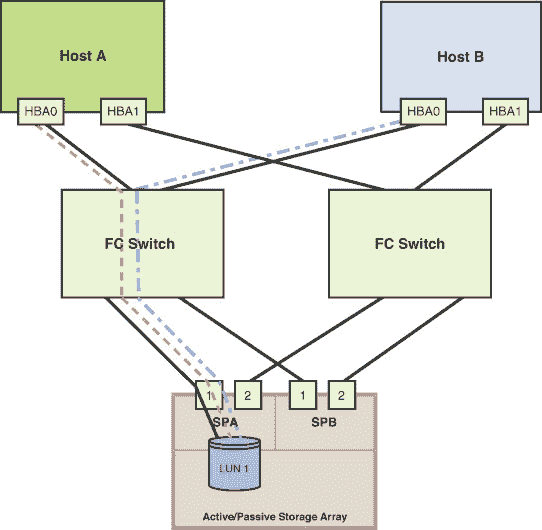 Host A
Host B
HBA0
HBA1
HBA0
HBA1
FC Switch
FC Switch
1
2
1
2
SPA
SPB
LUN 1
Active/Passive Storage Array